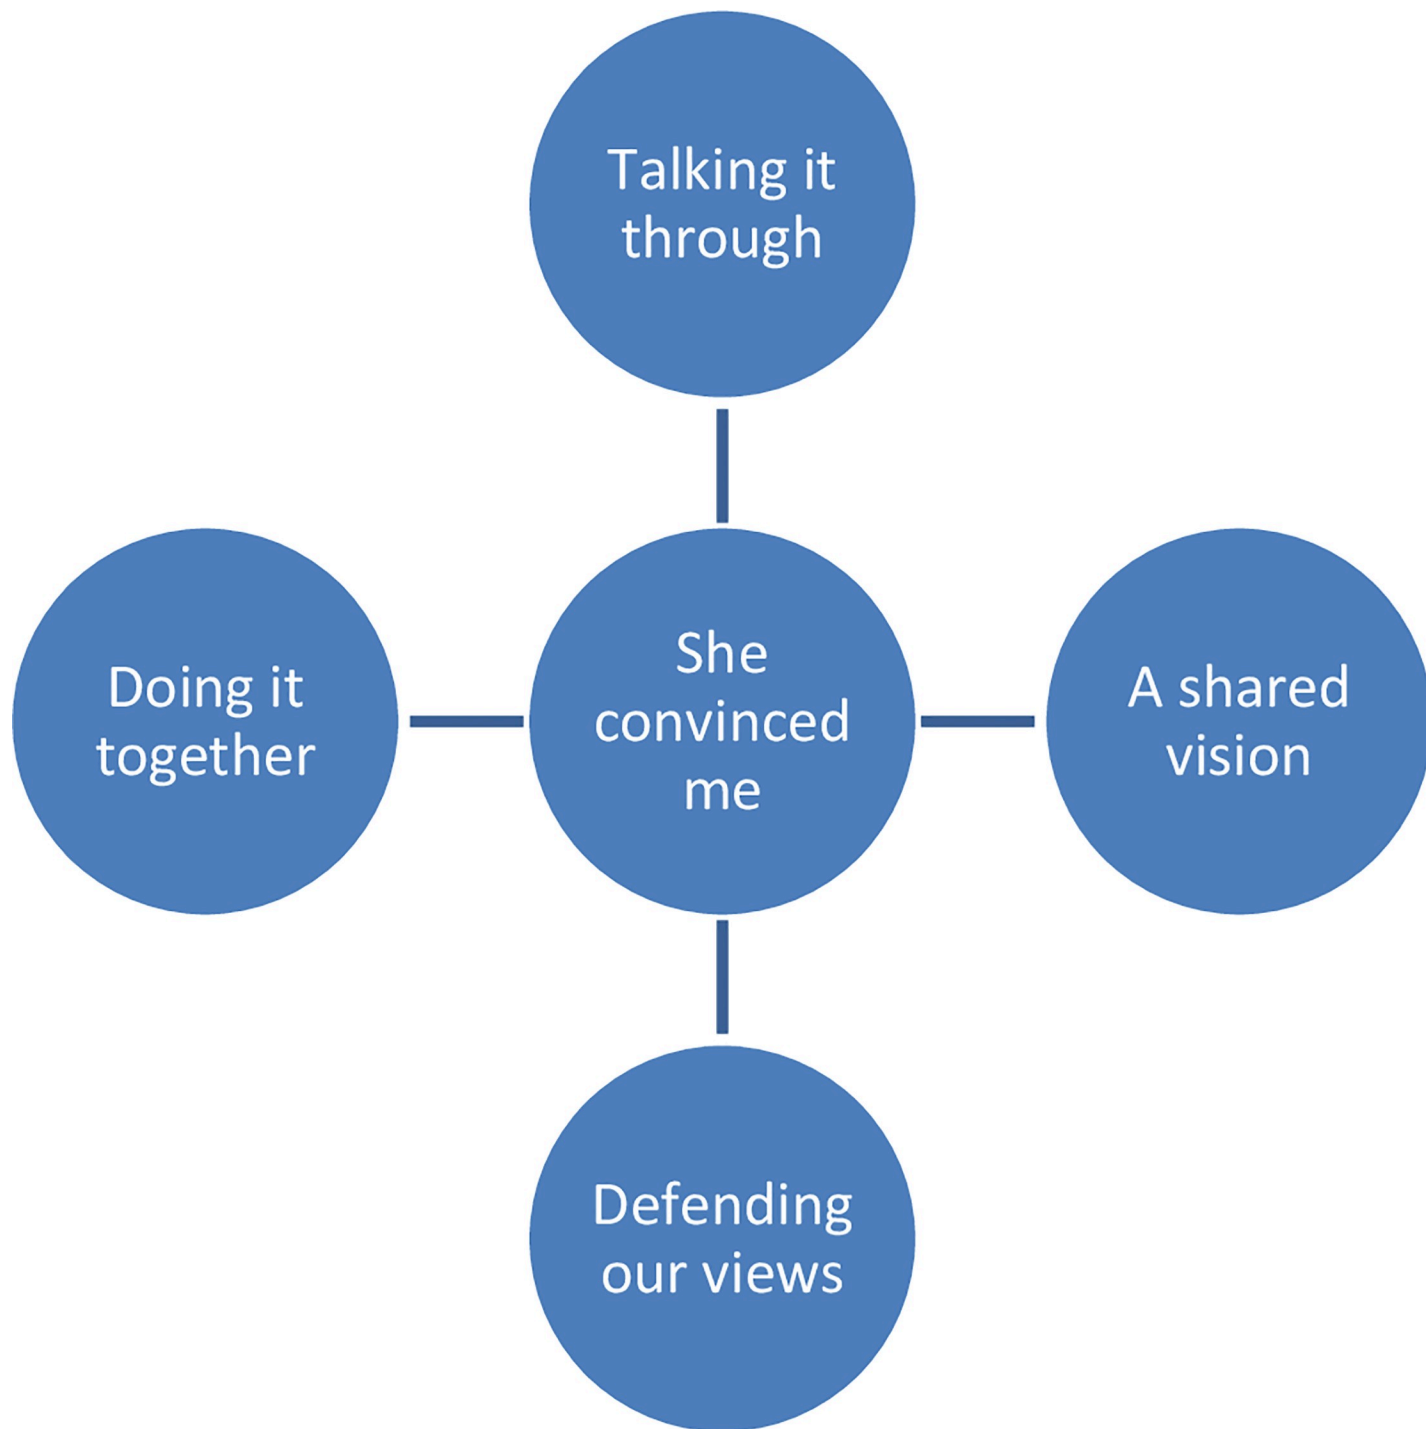 Talking it
through
Doing it
together
She
convinced
me
A shared
vision
Defending
our views